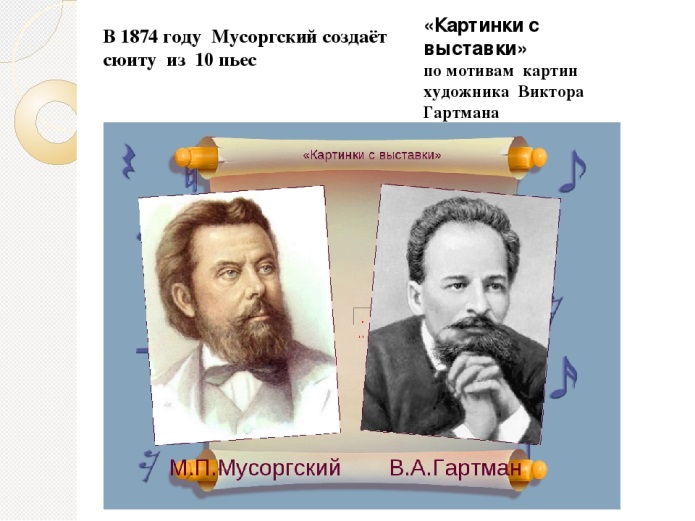 В 1874 году Мусоргский создаёт
сюиту из 10 пьес
«Картинки с
выставки»
по мотивам картин
художника Виктора
Гартмана
«Картинки с выставки»
М.П.Мусоргский В.А.Гартман